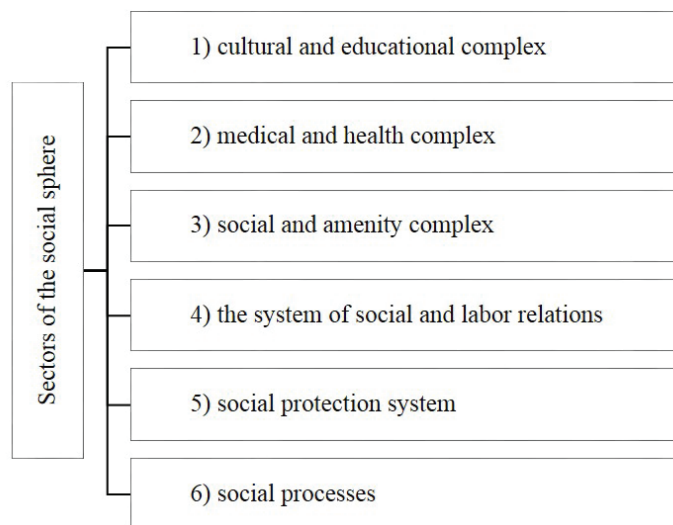 Sectors of the social sphere
1) cultural and educational complex
2) medical and health complex
3) social and amenity complex
4) the system of social and labor relations
5) social protection system
6) social processes